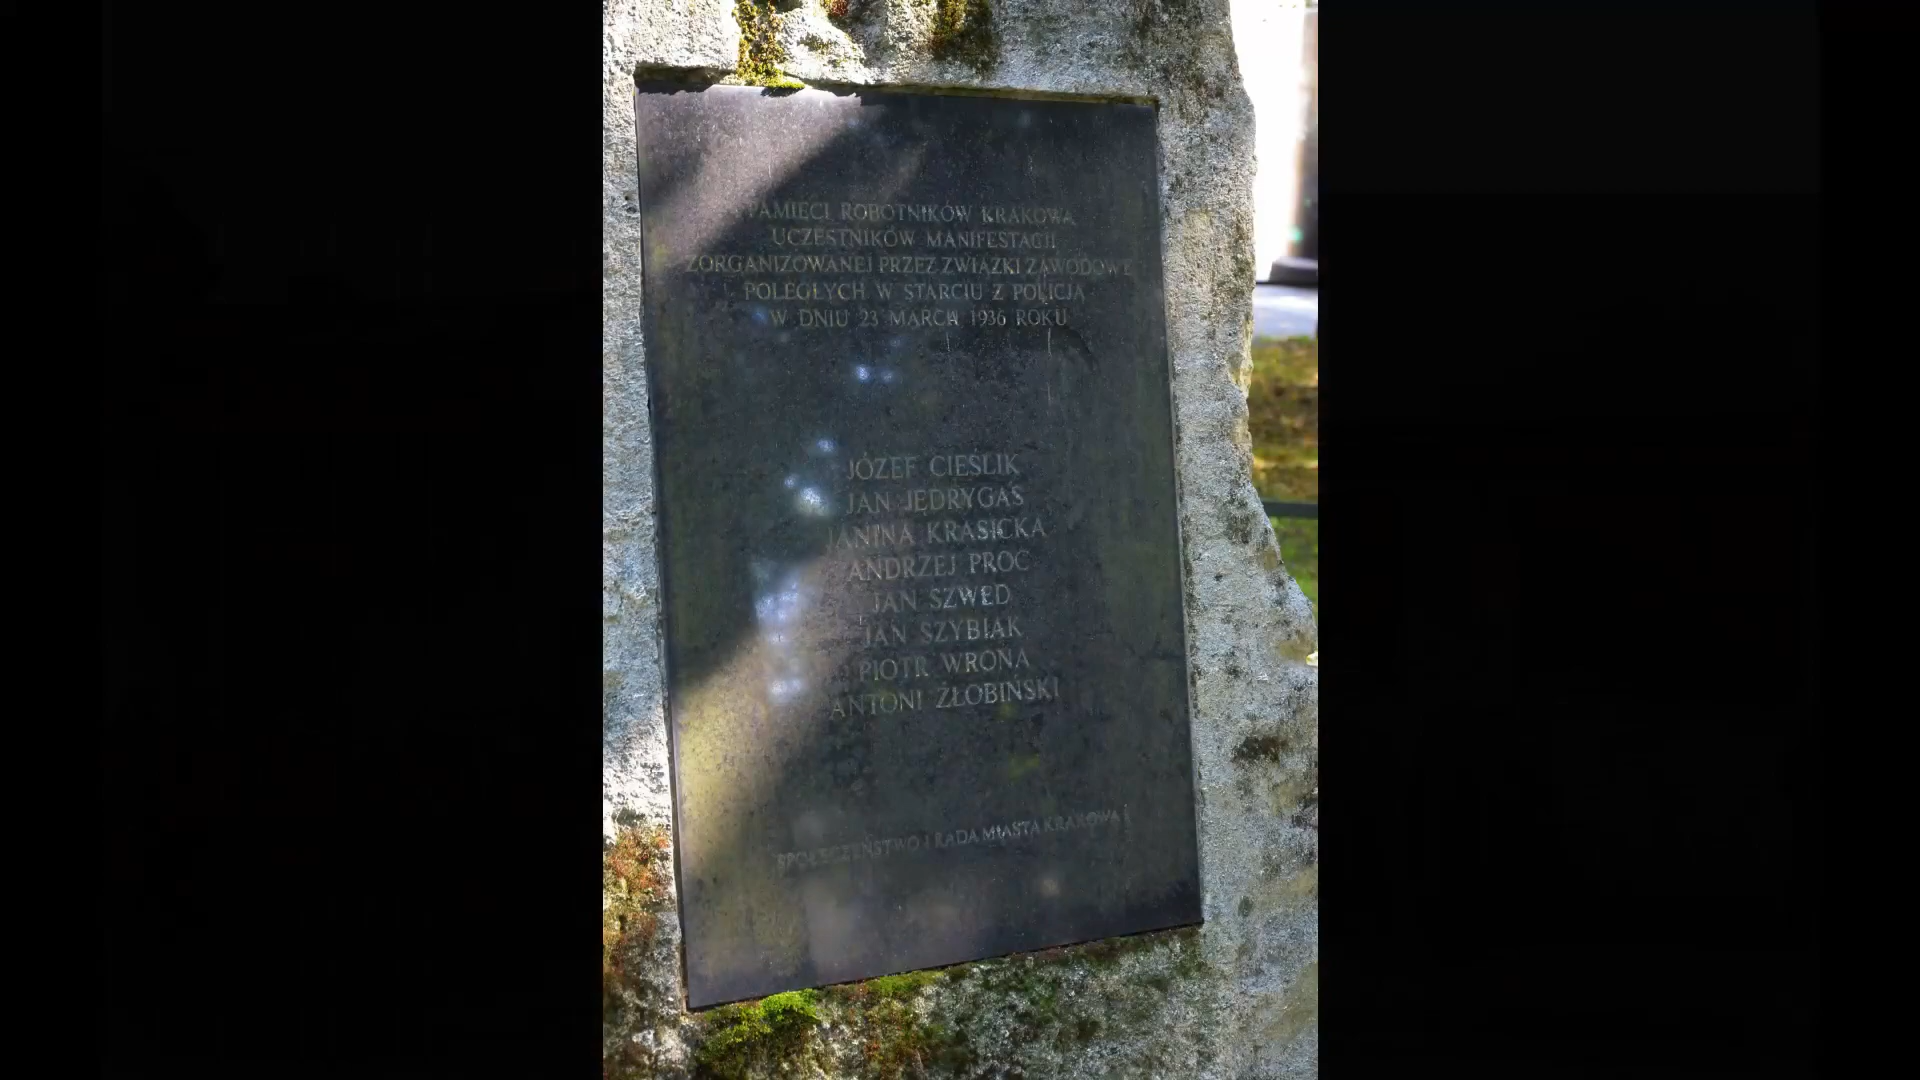 PAMIĘCI ROBOTNIKÓW KRAKOWA
UCZESTNIKÓW MANIFESTACJI
ZORGANIZOWANEJ PRZEZ ZWIĄZKI ZAWODOWE
POLEGŁYCH W STARCIU Z POLICJĄ
W DNIU 23 MARCA 1936 ROKU
JÓZEF CIEŚLIK
JAN JĘDRYGAS
JANINA KRASICKA
ANDRZEJ PROC
JAN SZWED
JAN SZYBIAK
PIOTR WRONA
ANTONI ŻŁOBIŃSKI
SPOŁECZEŃSTWO I RADA MIASTA KRAKOWA